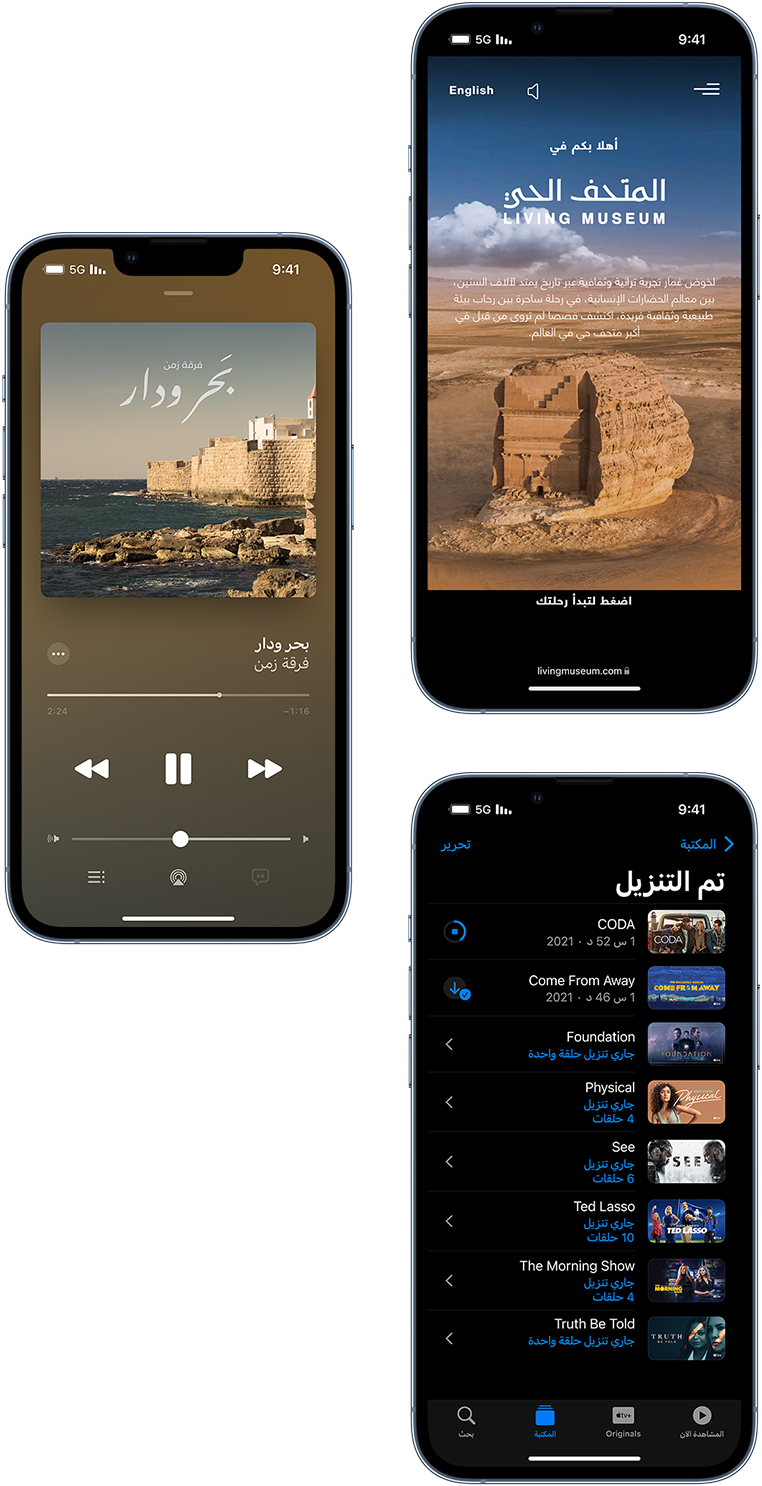 5G
9:41
English
أهلا بكم في
المتحف الحي
LIVING MUSEUM
لخوض غمار تجربة تراثية وثقافية عبر تاريخ يمتد لآلاف السنين،
بين معالم الحضارات الإنسانية، في رحلة ساحرة بين رحاب بيئة
طبيعية وثقافية فريدة، اكتشف قصصا لم تروى من قبل في
أكبر متحف حي في العالم.
اضغط لتبدأ رحلتك
livingmuseum.com
5G
9:41
فرقة زمن
بَحر ودار
بحر ودار
فرقة زمن
2:24
−1:16
5G
9:41
المكتبة
تحرير
تم التنزيل
CODA
CODA
1 س 52 د · 2021
COME FROM AWAY
Come From Away
1 س 46 د · 2021
FOUNDATION
Foundation
جاري تنزيل حلقة واحدة
Physical
Physical
جاري تنزيل
4 حلقات
SEE
See
جاري تنزيل
6 حلقات
TED LASSO
Ted Lasso
جاري تنزيل
10 حلقات
THE MORNING SHOW
The Morning Show
جاري تنزيل
4 حلقات
TRUTH BE TOLD
Truth Be Told
جاري تنزيل حلقة واحدة
المشاهدة الآن
tv+
Originals
المكتبة
بحث